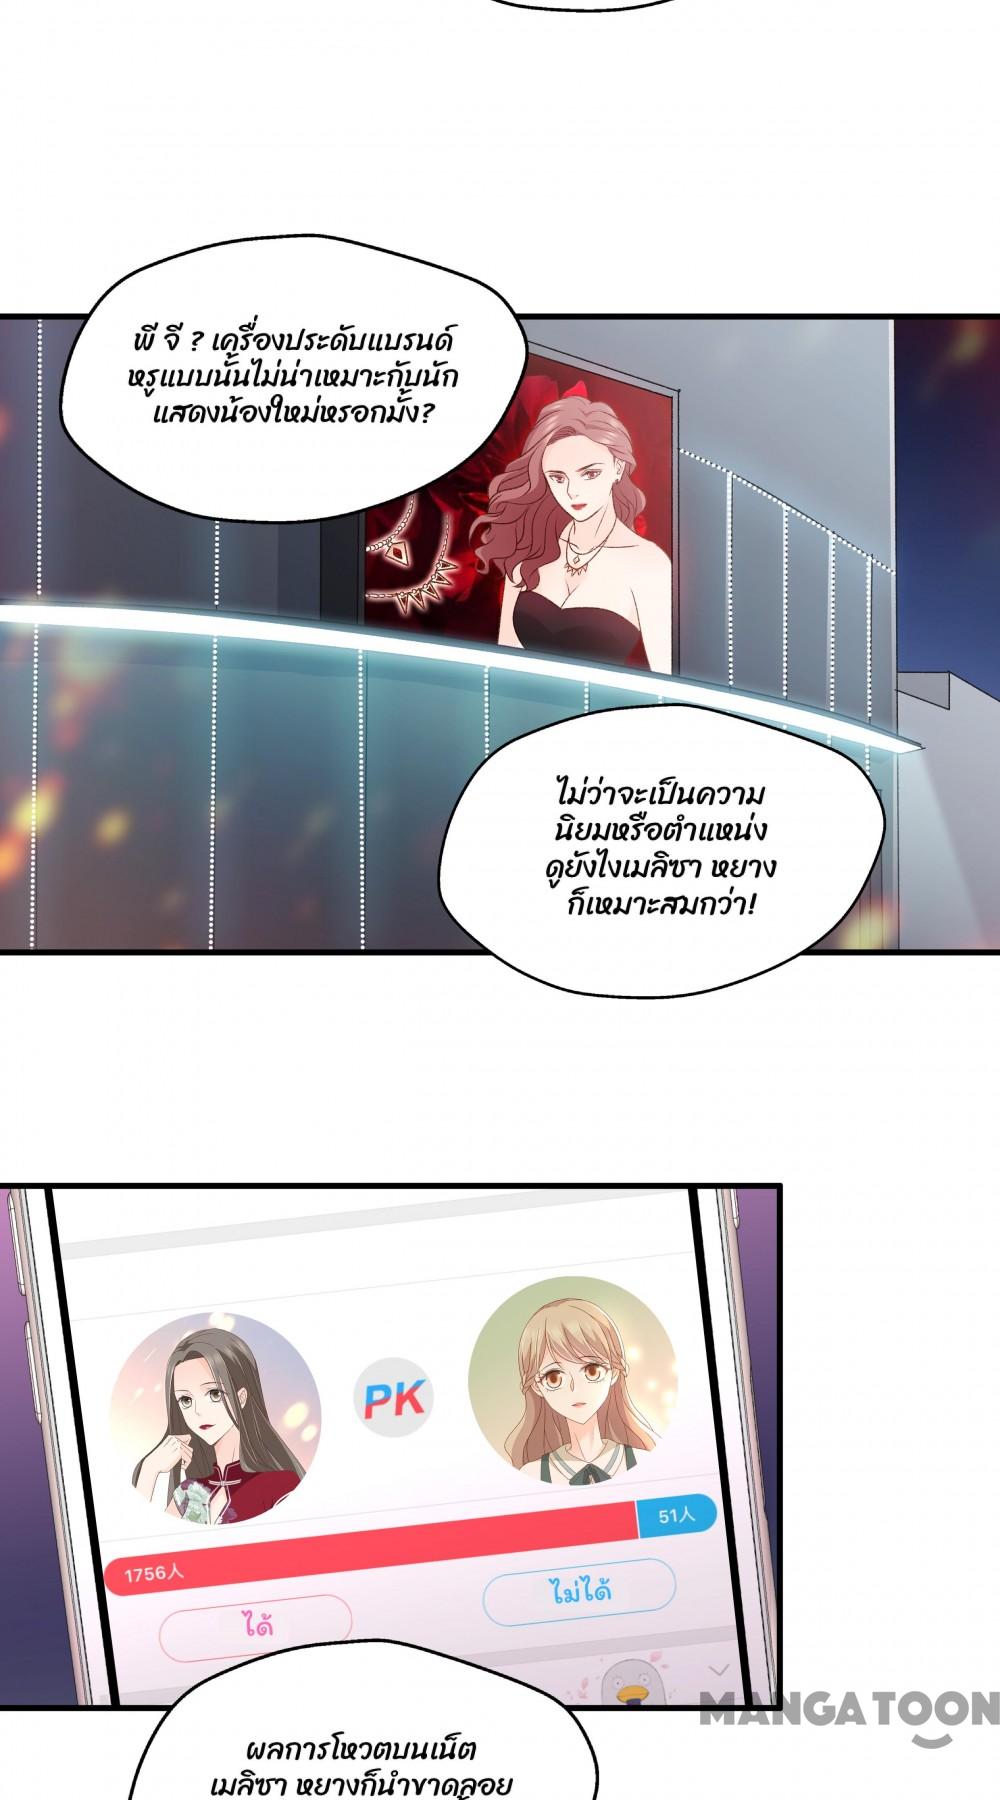 พี จี ? เครื่องประดับแบรนด์
หรูแบบนั้นไม่น่าเหมาะกับนัก
แสดงน้องใหม่หรอกมั้ง?
ไม่ว่าจะเป็นความ
นิยมหรือตำแหน่ง
ดูยังไงเมลิซา หยาง
ก็เหมาะสมกว่า!
PK
51人
1756人
ไม่ได้
ได้
MANGATOON
ผลการโหวตบนเน็ต
เมลิซา หยางก็นำขาดลอย